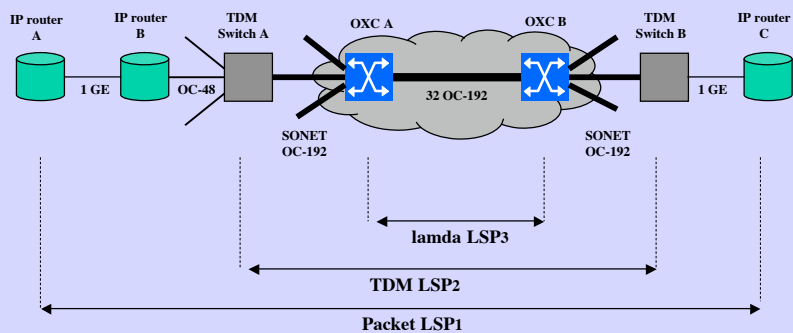 IP router
A
IP router
B
TDM
Switch A
OXC A
OXC B
TDM
Switch B
IP router
C
1 GE
OC-48
32 OC-192
1 GE
SONET
OC-192
SONET
OC-192
lamda LSP3
TDM LSP2
Packet LSP1